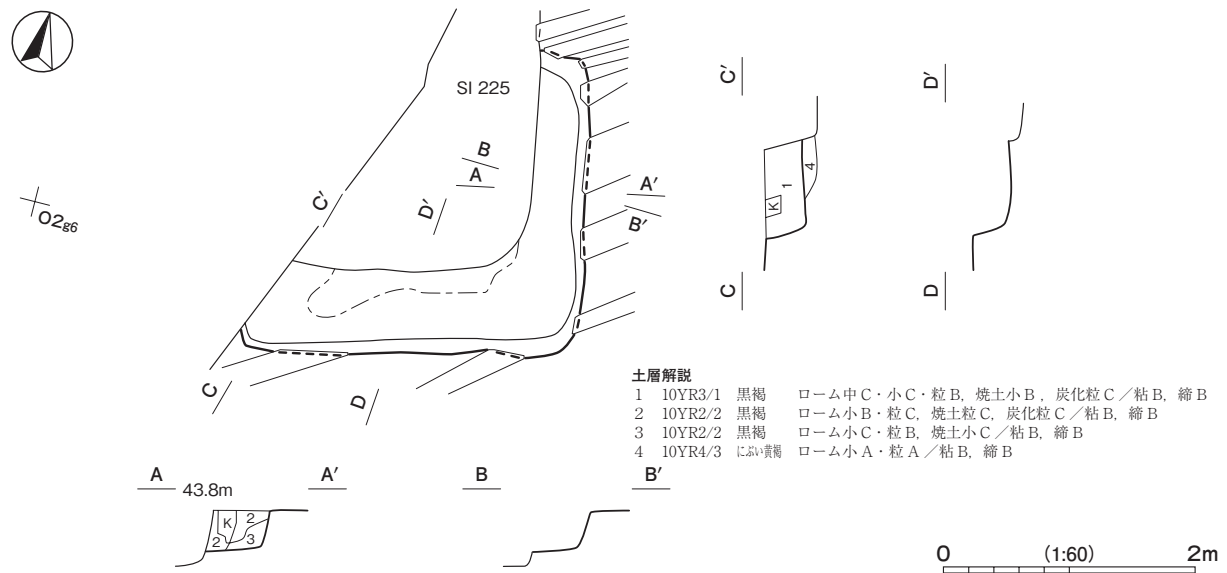 SI 225
B
A
D′
C′
A′
B′
O2g6
C
D
C′
D′
1
4
K
C
D
土層解説
1 10YR3/1 黒褐 ローム中C・小C・粒B，焼土小B，炭化粒C／粘B，締B
2 10YR2/2 黒褐 ローム小B・粒C，焼土粒C，炭化粒C／粘B，締B
3 10YR2/2 黒褐 ローム小C・粒B，焼土小C／粘B，締B
4 10YR4/3 にぶい黄褐 ローム小A・粒A／粘B，締B
A 43.8m A′
B B′
K 2
2 3
0 (1:60) 2m